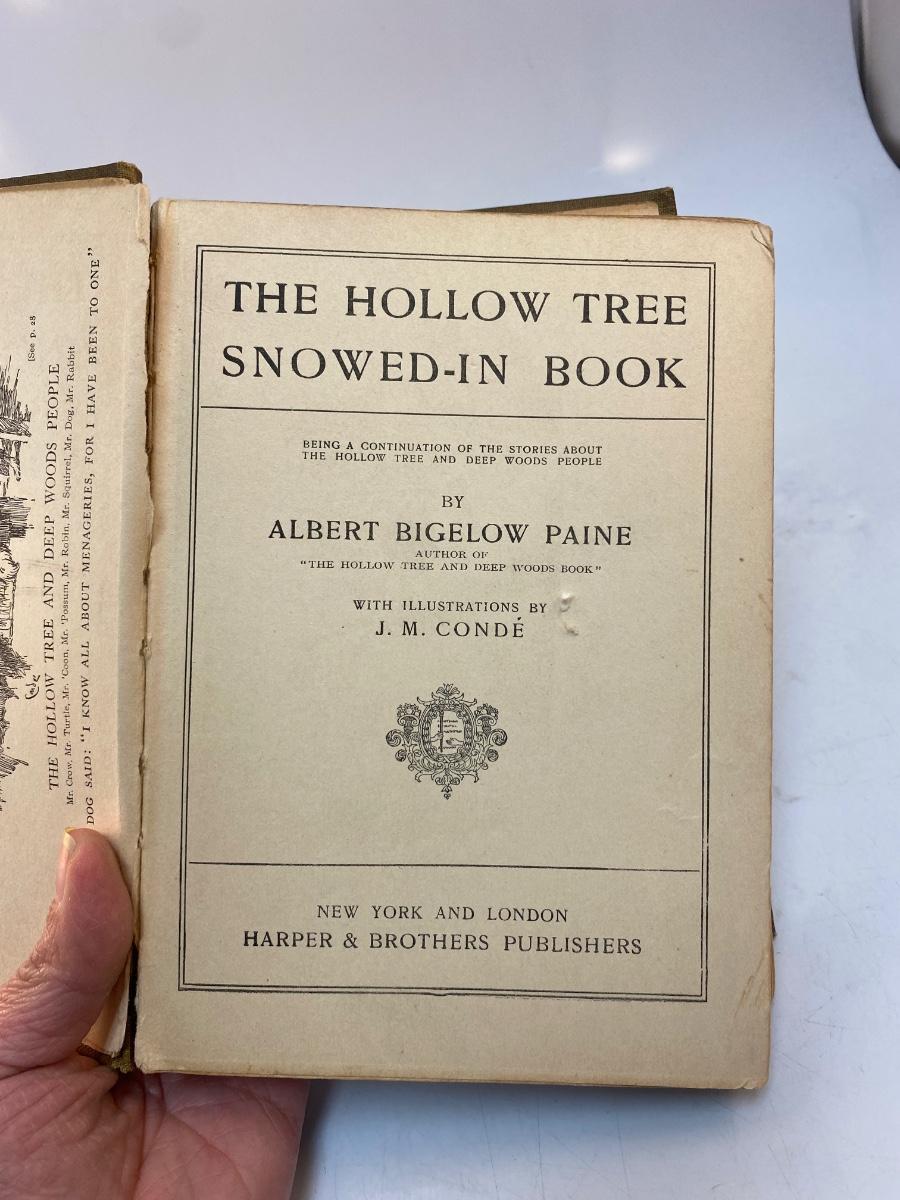 [See p. 28
THE HOLLOW TREE AND DEEP WOODS PEOPLE
Mr. Crow, Mr. Turtle, Mr. 'Coon, Mr. 'Possum, Mr. Robin, Mr. Squirrel, Mr. Dog, Mr. Rabbit
DOG SAID: "I KNOW ALL ABOUT MENAGERIES, FOR I HAVE BEEN TO ONE"
THE HOLLOW TREE
SNOWED-IN BOOK
BEING A CONTINUATION OF THE STORIES ABOUT
THE HOLLOW TREE AND DEEP WOODS PEOPLE
BY
ALBERT BIGELOW PAINE
AUTHOR OF
"THE HOLLOW TREE AND DEEP WOODS BOOK"
WITH ILLUSTRATIONS BY
J. M. CONDÉ
NEW YORK AND LONDON
HARPER & BROTHERS PUBLISHERS